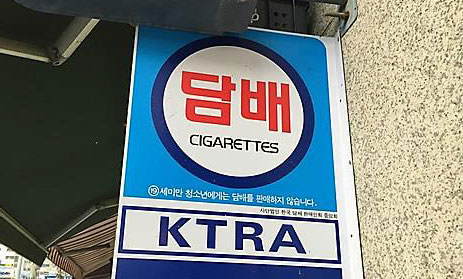 담배
CIGARETTES
⑲세미만 청소년에게는 담배를 판매하지 않습니다.
사단법인 한국 담배 판매인회 중앙회
KTRA